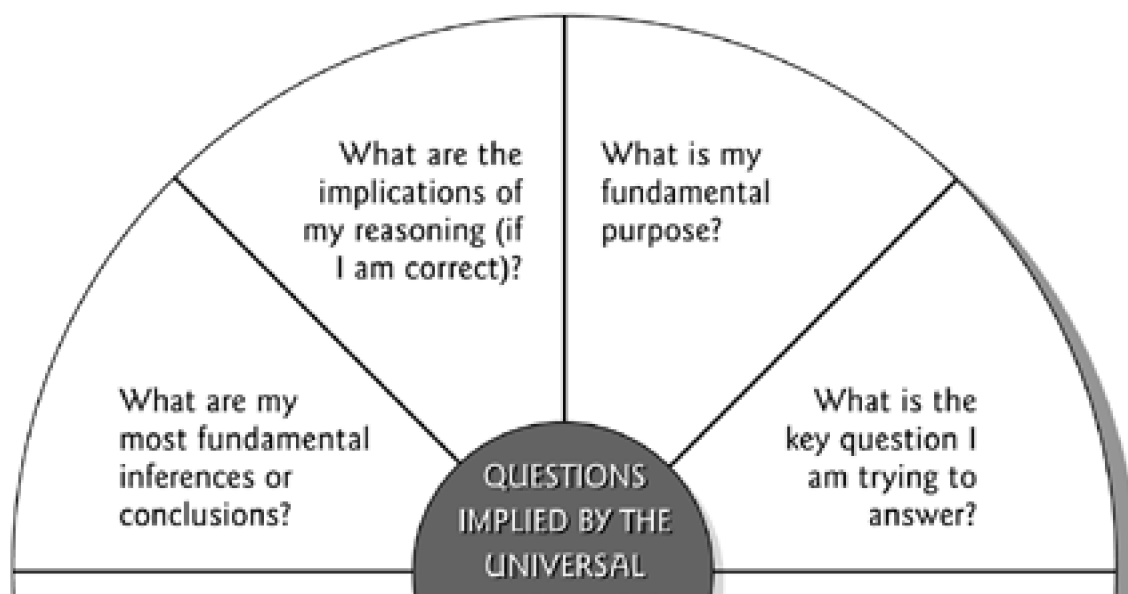 What are the
implications of
my reasoning (if
I am correct)?
What is my
fundamental
purpose?
What are my
most fundamental
inferences or
conclusions?
What is the
key question I
am trying to
answer?
QUESTIONS
IMPLIED BY THE
UNIVERSAL